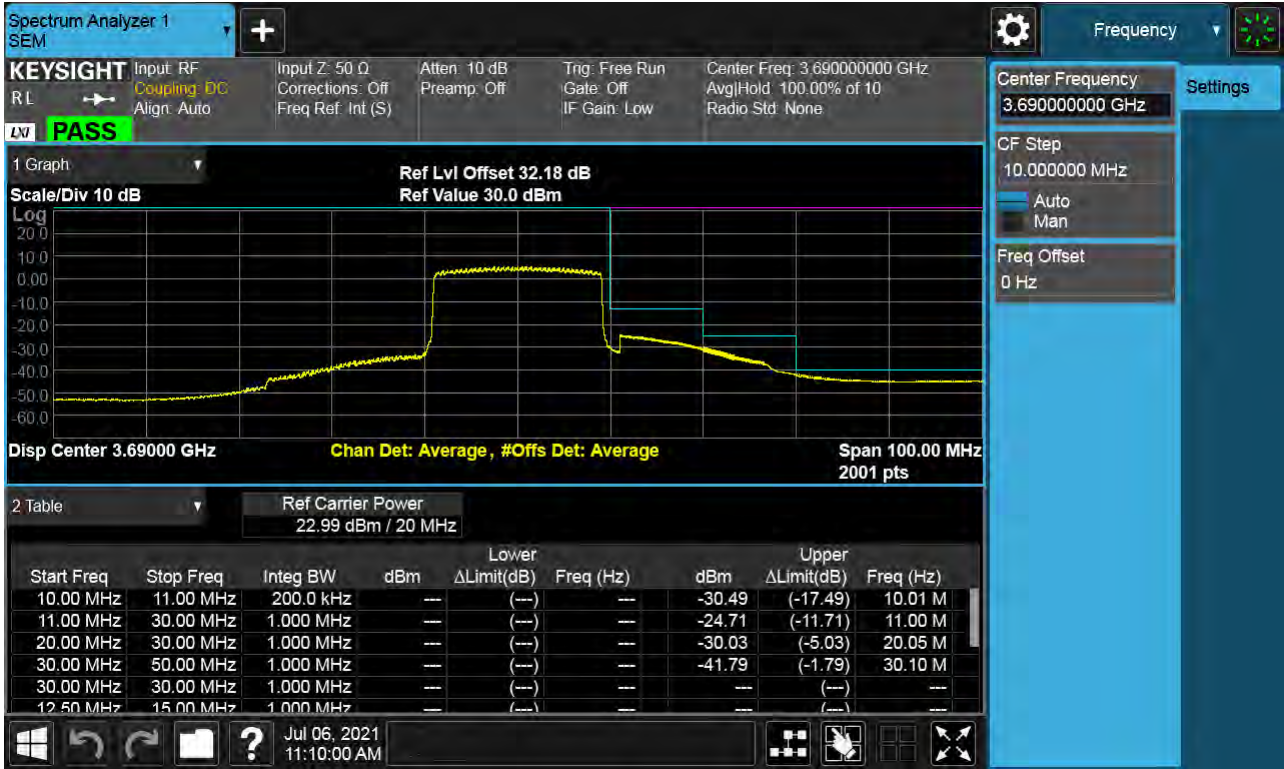 Spectrum Analyzer 1
SEM
+
Frequency
KEYSIGHT
R L
LXI
PASS
Input: RF
Coupling: DC
Align: Auto
Input Z: 50 Ω
Corrections: Off
Freq Ref: Int (S)
Atten: 10 dB
Preamp: Off
Trig: Free Run
Gate: Off
IF Gain: Low
Center Freq: 3.690000000 GHz
Avg|Hold: 100.00% of 10
Radio Std: None
Center Frequency
3.690000000 GHz
Settings
CF Step
10.000000 MHz
Auto
Man
Freq Offset
0 Hz
1 Graph
Scale/Div 10 dB
Ref Lvl Offset 32.18 dB
Ref Value 30.0 dBm
Log
20.0
10.0
0.00
-10.0
-20.0
-30.0
-40.0
-50.0
-60.0
Disp Center 3.69000 GHz
Chan Det: Average , #Offs Det: Average
Span 100.00 MHz
2001 pts
2 Table
Ref Carrier Power
22.99 dBm / 20 MHz
Lower Upper
Start Freq Stop Freq Integ BW dBm ΔLimit(dB) Freq (Hz) dBm ΔLimit(dB) Freq (Hz)
10.00 MHz 11.00 MHz 200.0 kHz --- (---) --- -30.49 (-17.49) 10.01 M
11.00 MHz 30.00 MHz 1.000 MHz --- (---) --- -24.71 (-11.71) 11.00 M
20.00 MHz 30.00 MHz 1.000 MHz --- (---) --- -30.03 (-5.03) 20.05 M
30.00 MHz 50.00 MHz 1.000 MHz --- (---) --- -41.79 (-1.79) 30.10 M
30.00 MHz 30.00 MHz 1.000 MHz --- (---) --- --- (---) ---
12.50 MHz 15.00 MHz 1.000 MHz --- (---) --- --- (---) ---
?
Jul 06, 2021
11:10:00 AM